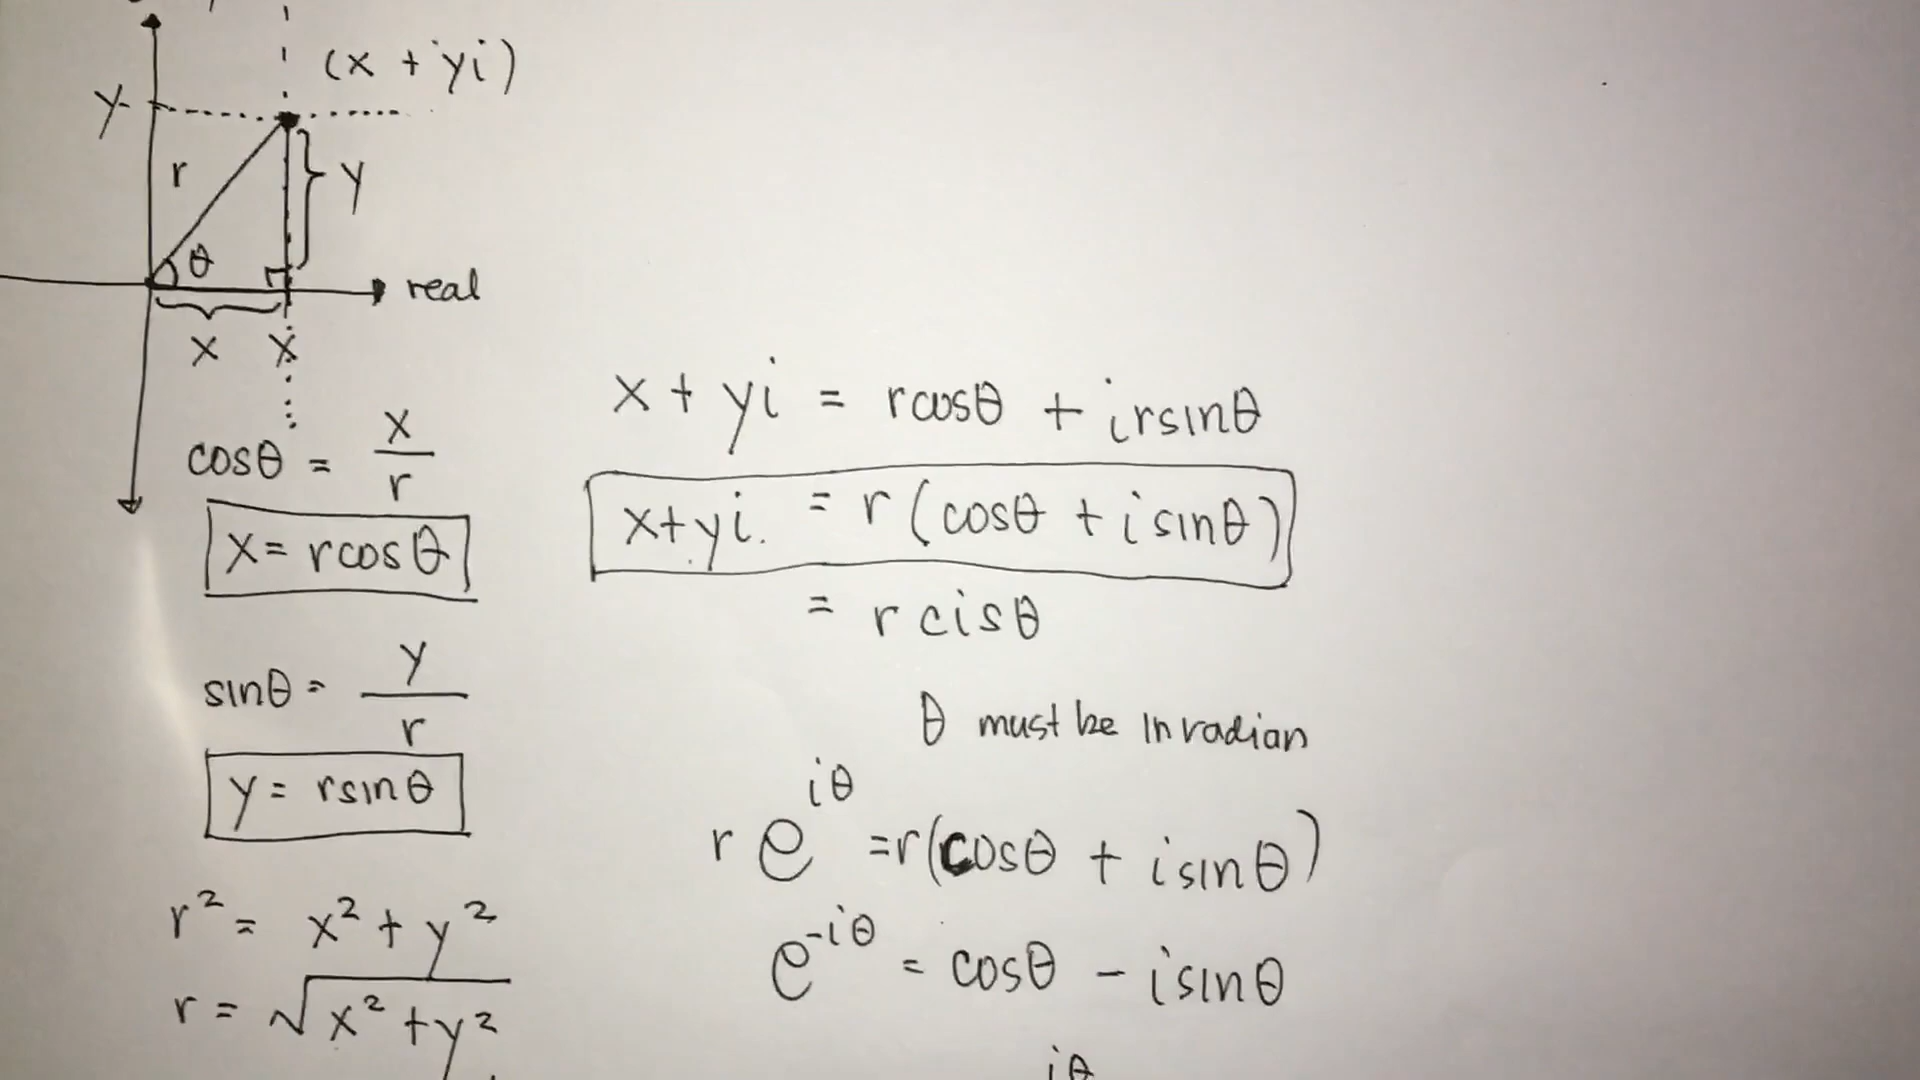 (x + yi)
y
r
y
θ
real
x
x
cosθ = x/r
x = rcosθ
sinθ = y/r
y = rsinθ
r² = x² + y²
r = √x² + y²
x + yi = rcosθ + irsinθ
x+yi. = r(cosθ + isinθ)
= r cisθ
θ must be in radian
r e^iθ = r(cosθ + isinθ)
e^-iθ = cosθ - isinθ
iθ